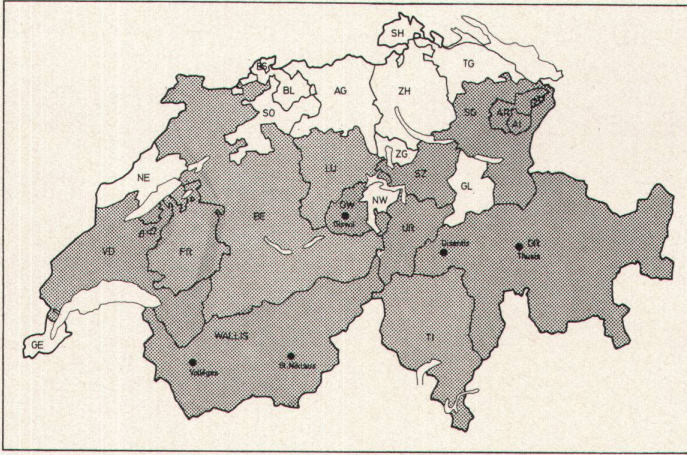 SH
BS
BL
AG
ZH
TG
SO
SG
AR
AI
ZG
NE
LU
SZ
GL
BE
OW
NW
UR
VD
FR
Disentis
GR
Thusis
WALLIS
TI
GE
Vollèges
St. Niklaus